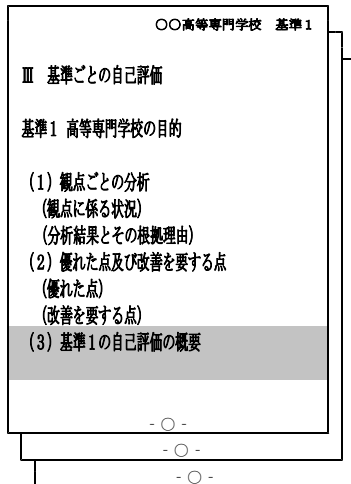 ○○高等専門学校　基準1
Ⅲ　基準ごとの自己評価
基準1 高等専門学校の目的
（1）観点ごとの分析
(観点に係る状況)
(分析結果とその根拠理由)
（2）優れた点及び改善を要する点
(優れた点)
(改善を要する点)
（3）基準1の自己評価の概要
- ○ -
- ○ -
- ○ -